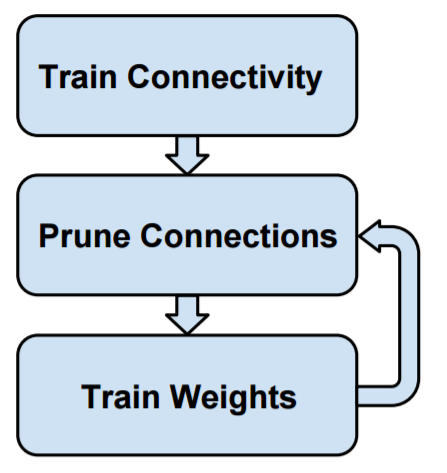 Train Connectivity
Prune Connections
Train Weights